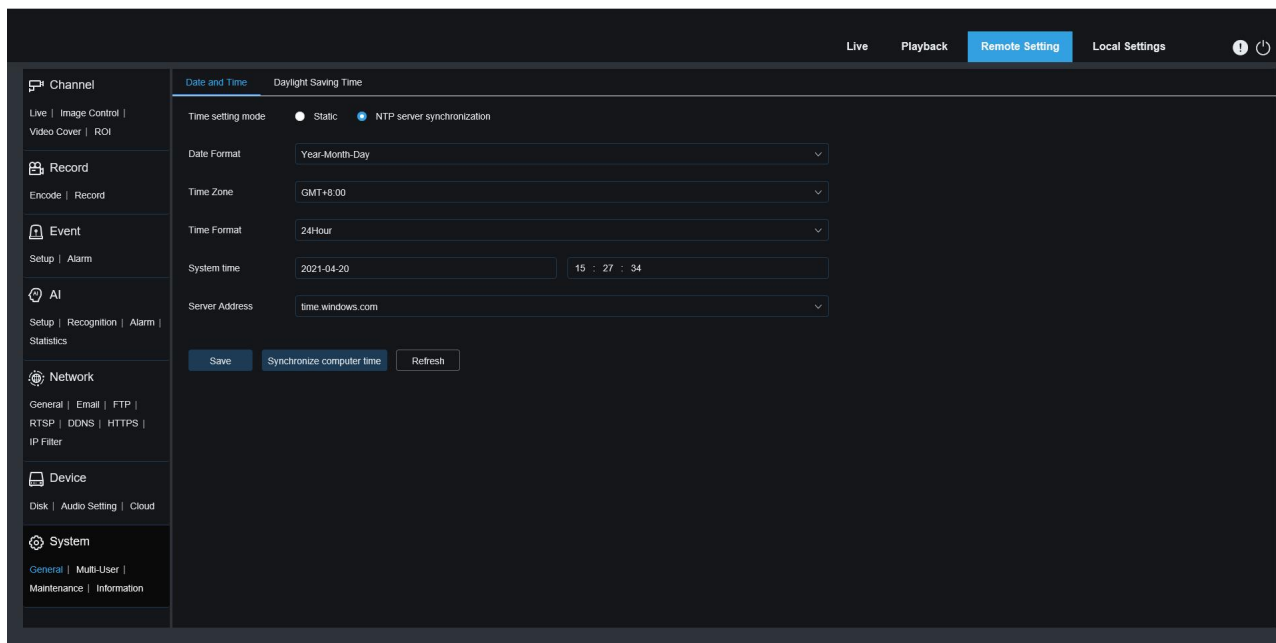 Live Playback Remote Setting Local Settings
Channel
Live | Image Control |
Video Cover | ROI
Record
Encode | Record
Event
Setup | Alarm
AI
Setup | Recognition | Alarm |
Statistics
Network
General | Email | FTP |
RTSP | DDNS | HTTPS |
IP Filter
Device
Disk | Audio Setting | Cloud
System
General | Multi-User |
Maintenance | Information
Date and Time Daylight Saving Time
Time setting mode Static NTP server synchronization
Date Format Year-Month-Day
Time Zone GMT+8:00
Time Format 24Hour
System time 2021-04-20 15 : 27 : 34
Server Address time.windows.com
Save Synchronize computer time Refresh